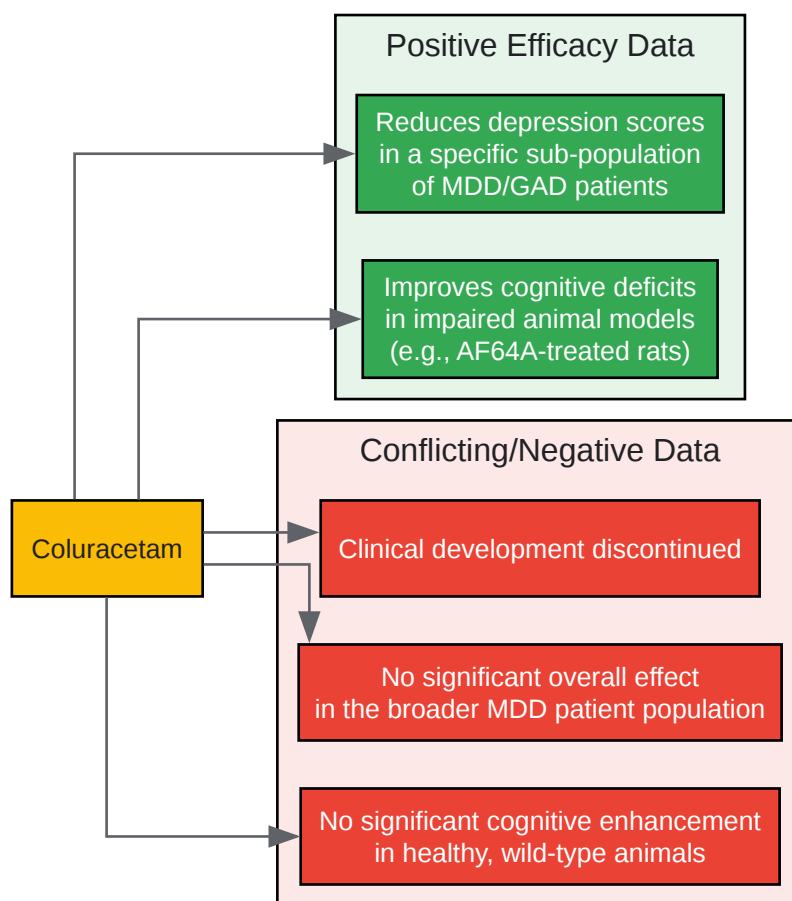 Positive Efficacy Data
Reduces depression scores
in a specific sub-population
of MDD/GAD patients
Improves cognitive deficits
in impaired animal models
(e.g., AF64A-treated rats)
Conflicting/Negative Data
Coluracetam
Clinical development discontinued
No significant overall effect
in the broader MDD patient population
No significant cognitive enhancement
in healthy, wild-type animals